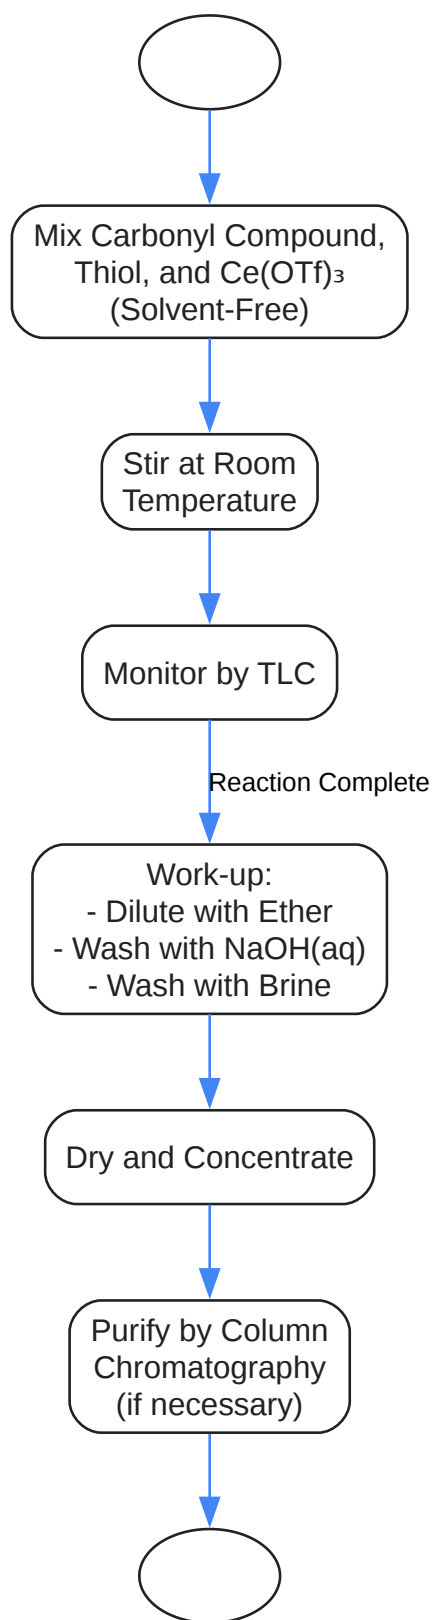 Mix Carbonyl Compound,
Thiol, and Ce(OTf)₃
(Solvent-Free)
Stir at Room
Temperature
Monitor by TLC
Reaction Complete
Work-up:
- Dilute with Ether
- Wash with NaOH(aq)
- Wash with Brine
Dry and Concentrate
Purify by Column
Chromatography
(if necessary)